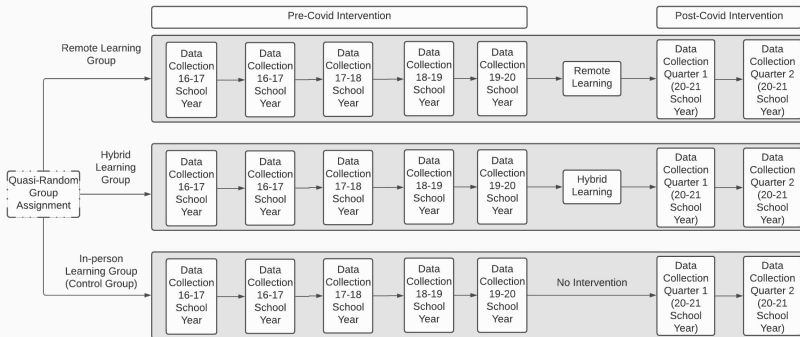 Pre-Covid Intervention
Post-Covid Intervention
Remote Learning
Group
Data
Collection
16-17
School
Year
Data
Collection
16-17
School
Year
Data
Collection
17-18
School
Year
Data
Collection
18-19
School
Year
Data
Collection
19-20
School
Year
Remote
Learning
Data
Collection
Quarter 1
(20-21
School
Year)
Data
Collection
Quarter 2
(20-21
School
Year)
Quasi-Random
Group
Assignment
Hybrid
Learning
Group
Data
Collection
16-17
School
Year
Data
Collection
16-17
School
Year
Data
Collection
17-18
School
Year
Data
Collection
18-19
School
Year
Data
Collection
19-20
School
Year
Hybrid
Learning
Data
Collection
Quarter 1
(20-21
School
Year)
Data
Collection
Quarter 2
(20-21
School
Year)
In-person
Learning Group
(Control Group)
Data
Collection
16-17
School
Year
Data
Collection
16-17
School
Year
Data
Collection
17-18
School
Year
Data
Collection
18-19
School
Year
Data
Collection
19-20
School
Year
No Intervention
Data
Collection
Quarter 1
(20-21
School
Year)
Data
Collection
Quarter 2
(20-21
School
Year)